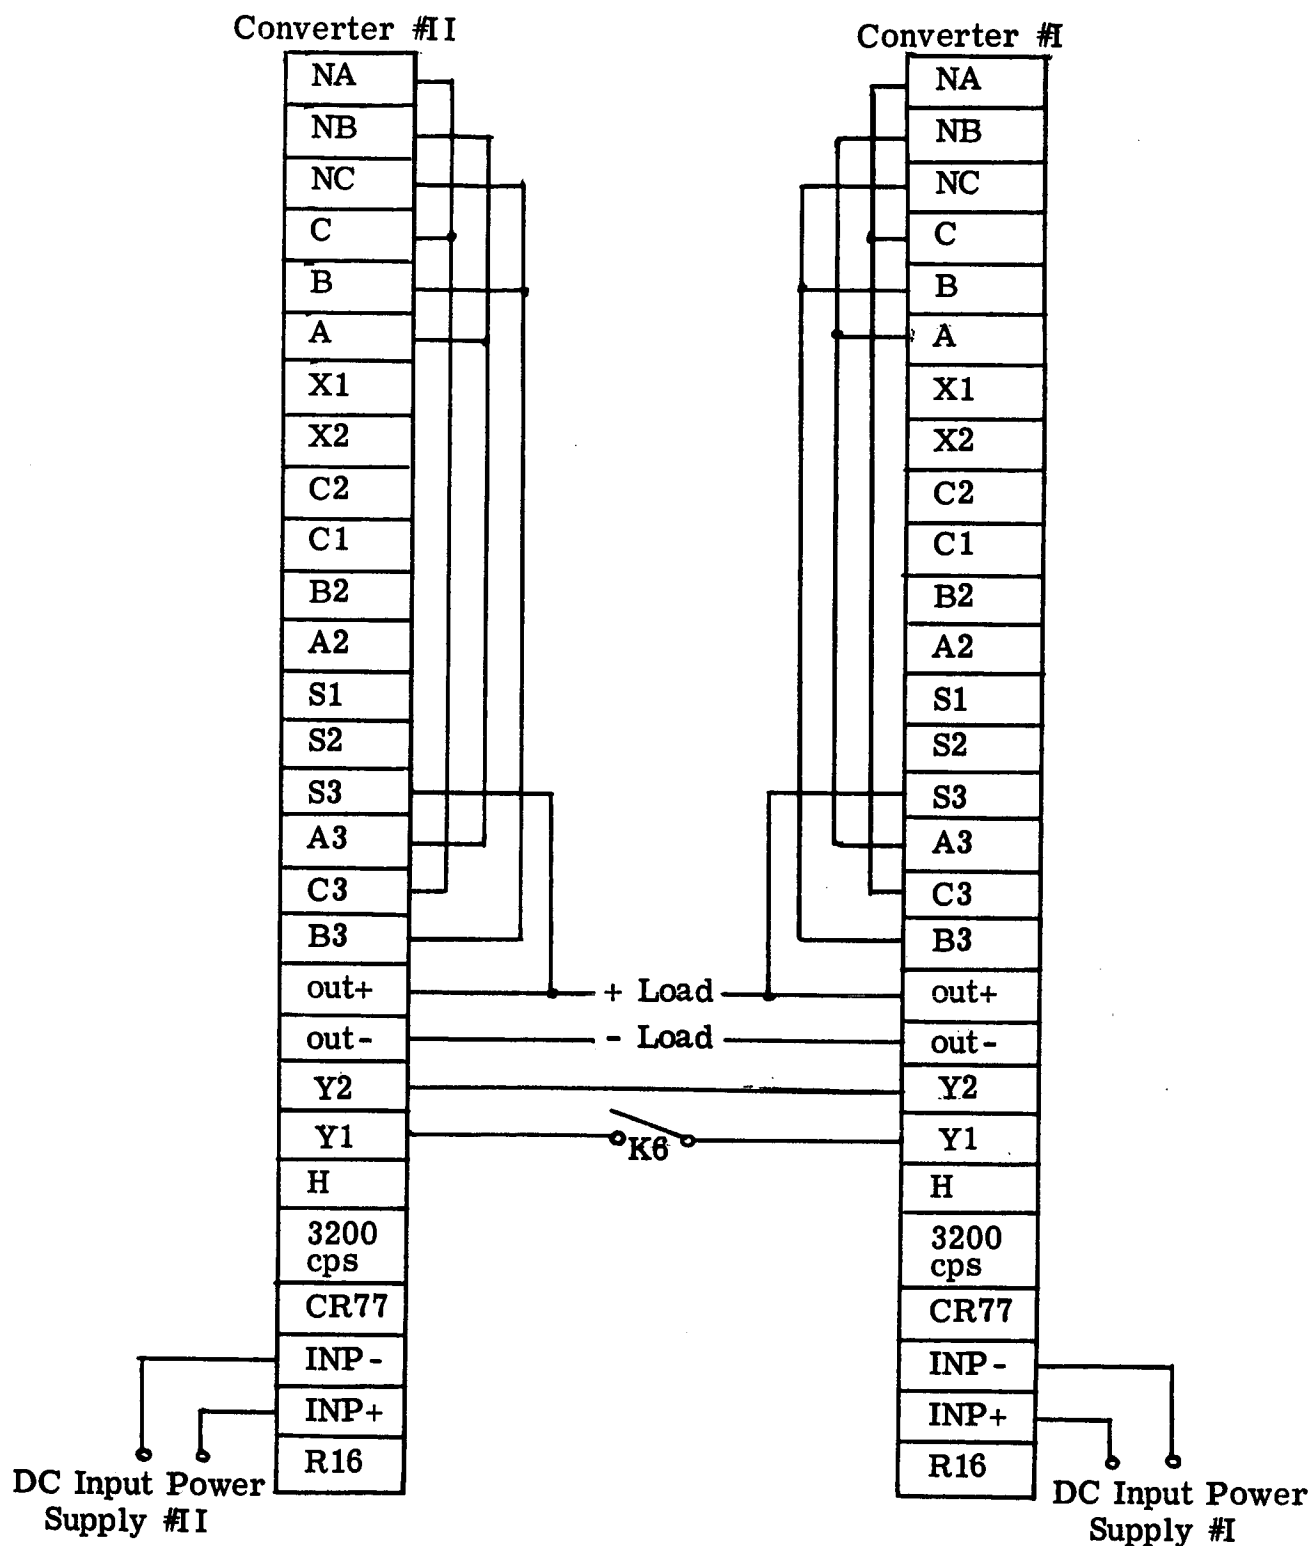 Converter #II
NA
NB
NC
C
B
A
X1
X2
C2
C1
B2
A2
S1
S2
S3
A3
C3
B3
out+
out-
Y2
Y1
H
3200
cps
CR77
INP-
INP+
R16
DC Input Power
Supply #II
+ Load
- Load
K6
Converter #I
NA
NB
NC
C
B
A
X1
X2
C2
C1
B2
A2
S1
S2
S3
A3
C3
B3
out+
out-
Y2
Y1
H
3200
cps
CR77
INP-
INP+
R16
DC Input Power
Supply #I